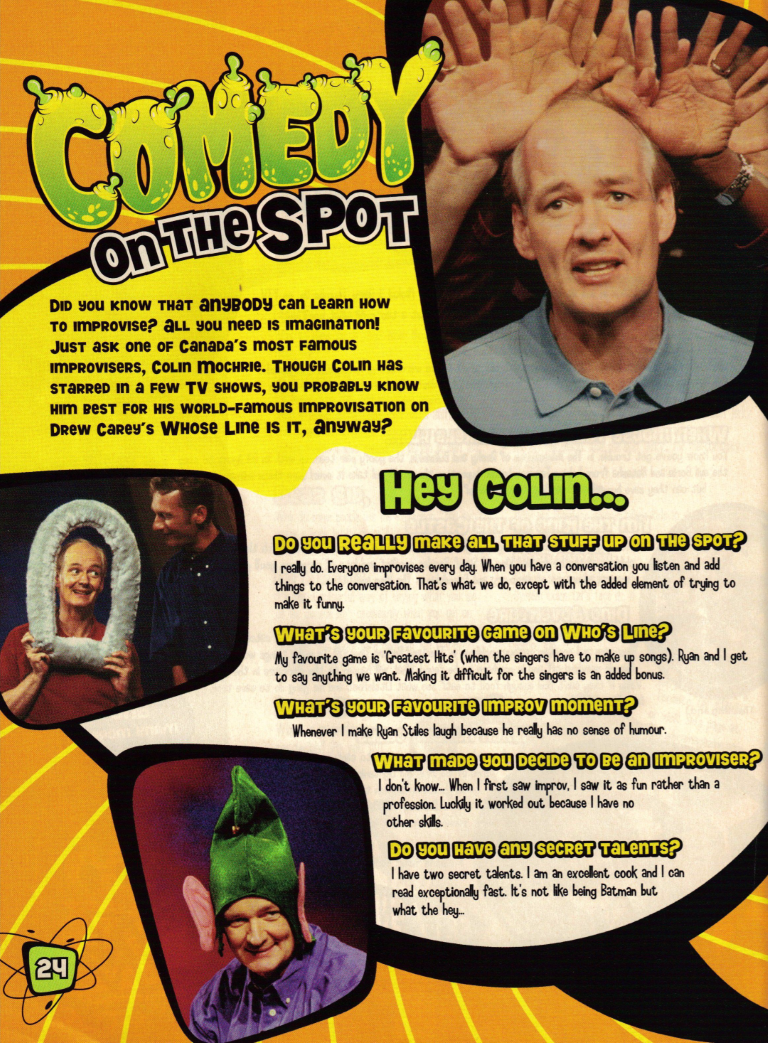 COMEDY
ON THE SPOT
DID YOU KNOW THAT ANYBODY CAN LEARN HOW
TO IMPROVISE? ALL YOU NEED IS IMAGINATION!
JUST ASK ONE OF CANADA'S MOST FAMOUS
IMPROVISERS, COLIN MOCHRIE. THOUGH COLIN HAS
STARRED IN A FEW TV SHOWS, YOU PROBABLY KNOW
HIM BEST FOR HIS WORLD-FAMOUS IMPROVISATION ON
DREW CAREY'S WHOSE LINE IS IT, ANYWAY?
HEY COLIN...
DO YOU REALLY MAKE ALL THAT STUFF UP ON THE SPOT?
I really do. Everyone improvises every day. When you have a conversation you listen and add
things to the conversation. That's what we do, except with the added element of trying to
make it funny.
WHAT'S YOUR FAVOURITE GAME ON WHO'S LINE?
My favourite game is 'Greatest Hits' (when the singers have to make up songs). Ryan and I get
to say anything we want. Making it difficult for the singers is an added bonus.
WHAT'S YOUR FAVOURITE IMPROV MOMENT?
Whenever I make Ryan Stiles laugh because he really has no sense of humour.
WHAT MADE YOU DECIDE TO BE AN IMPROVISER?
I don't know... When I first saw improv, I saw it as fun rather than a
profession. Luckily it worked out because I have no
other skills.
DO YOU HAVE ANY SECRET TALENTS?
I have two secret talents. I am an excellent cook and I can
read exceptionally fast. It's not like being Batman but
what the hey...
24